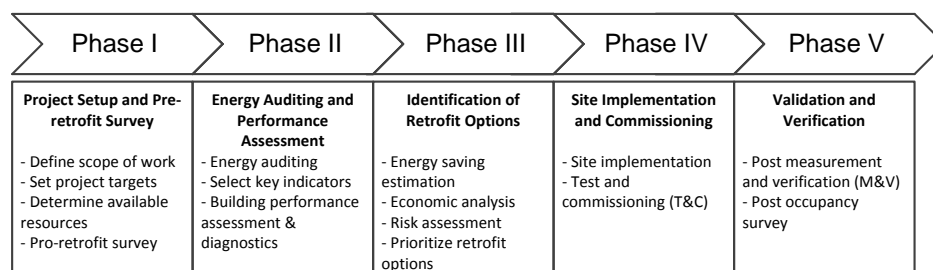 Phase I
Phase II
Phase III
Phase IV
Phase V
Project Setup and Pre-
retrofit Survey
- Define scope of work
- Set project targets
- Determine available
resources
- Pro-retrofit survey
Energy Auditing and
Performance
Assessment
- Energy auditing
- Select key indicators
- Building performance
assessment &
diagnostics
Identification of
Retrofit Options
- Energy saving
estimation
- Economic analysis
- Risk assessment
- Prioritize retrofit
options
Site Implementation
and Commissioning
- Site implementation
- Test and
commissioning (T&C)
Validation and
Verification
- Post measurement
and verification (M&V)
- Post occupancy
survey